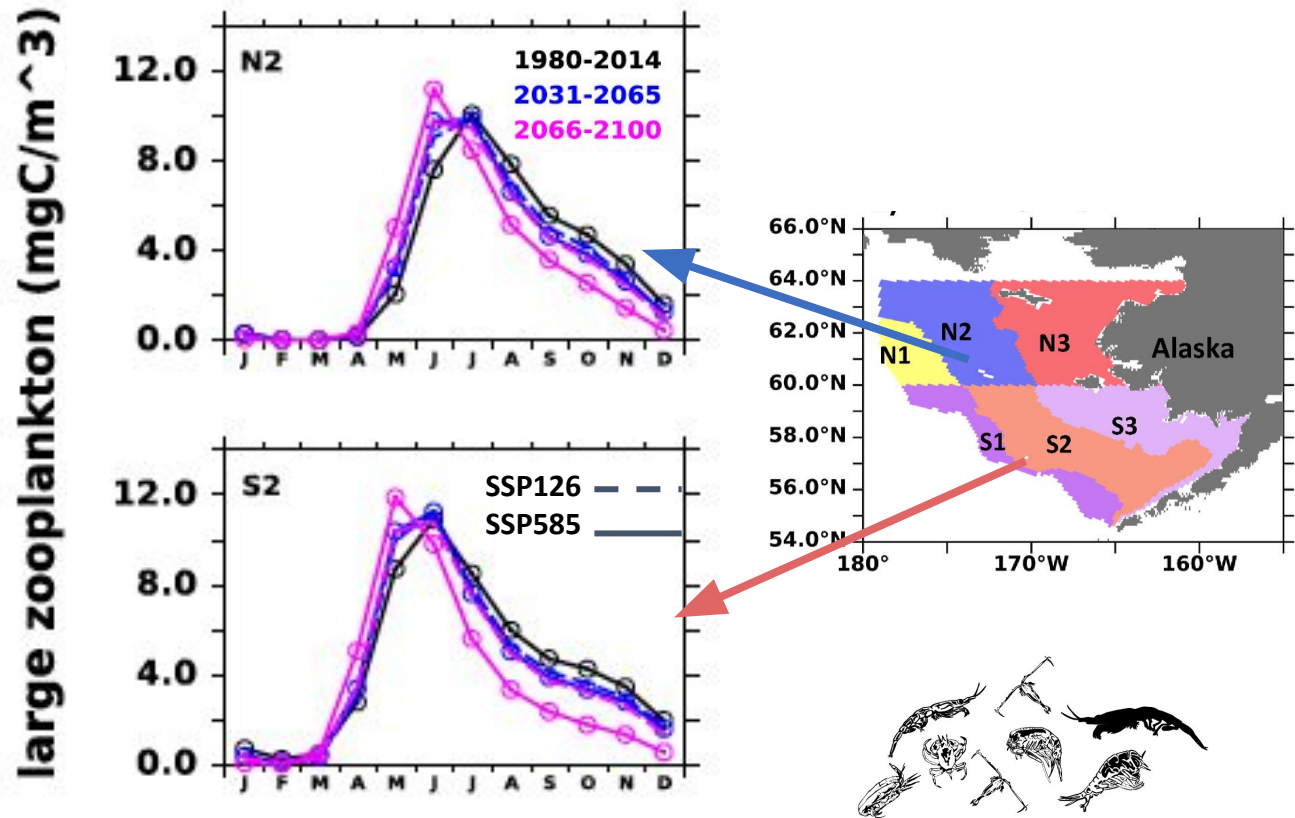 large zooplankton (mgC/m^3)
N2
1980-2014
2031-2065
2066-2100
12.0
8.0
4.0
0.0
J F M A M J J A S O N D
S2
SSP126
SSP585
12.0
8.0
4.0
0.0
J F M A M J J A S O N D
66.0°N
64.0°N
62.0°N
60.0°N
58.0°N
56.0°N
54.0°N
180°
170°W
160°W
N1
N2
N3
Alaska
S1
S2
S3